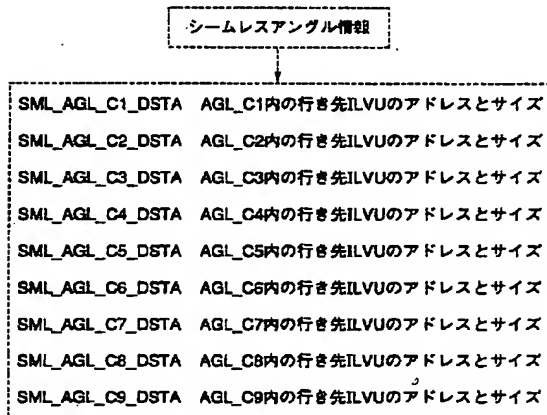 シームレスアングル情報
SML_AGL_C1_DSTA AGL_C1内の行き先ILVUのアドレスとサイズ
SML_AGL_C2_DSTA AGL_C2内の行き先ILVUのアドレスとサイズ
SML_AGL_C3_DSTA AGL_C3内の行き先ILVUのアドレスとサイズ
SML_AGL_C4_DSTA AGL_C4内の行き先ILVUのアドレスとサイズ
SML_AGL_C5_DSTA AGL_C5内の行き先ILVUのアドレスとサイズ
SML_AGL_C6_DSTA AGL_C6内の行き先ILVUのアドレスとサイズ
SML_AGL_C7_DSTA AGL_C7内の行き先ILVUのアドレスとサイズ
SML_AGL_C8_DSTA AGL_C8内の行き先ILVUのアドレスとサイズ
SML_AGL_C9_DSTA AGL_C9内の行き先ILVUのアドレスとサイズ